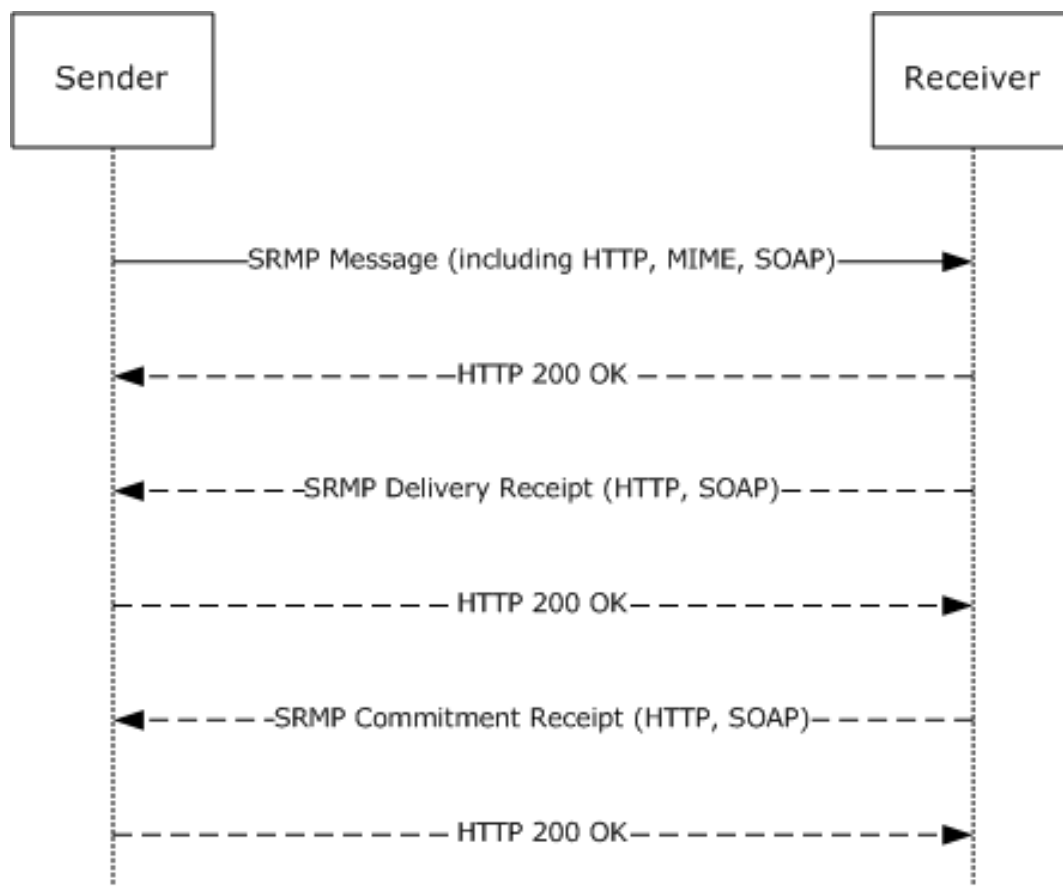 Sender
Receiver
SRMP Message (including HTTP, MIME, SOAP)
HTTP 200 OK
SRMP Delivery Receipt (HTTP, SOAP)
HTTP 200 OK
SRMP Commitment Receipt (HTTP, SOAP)
HTTP 200 OK